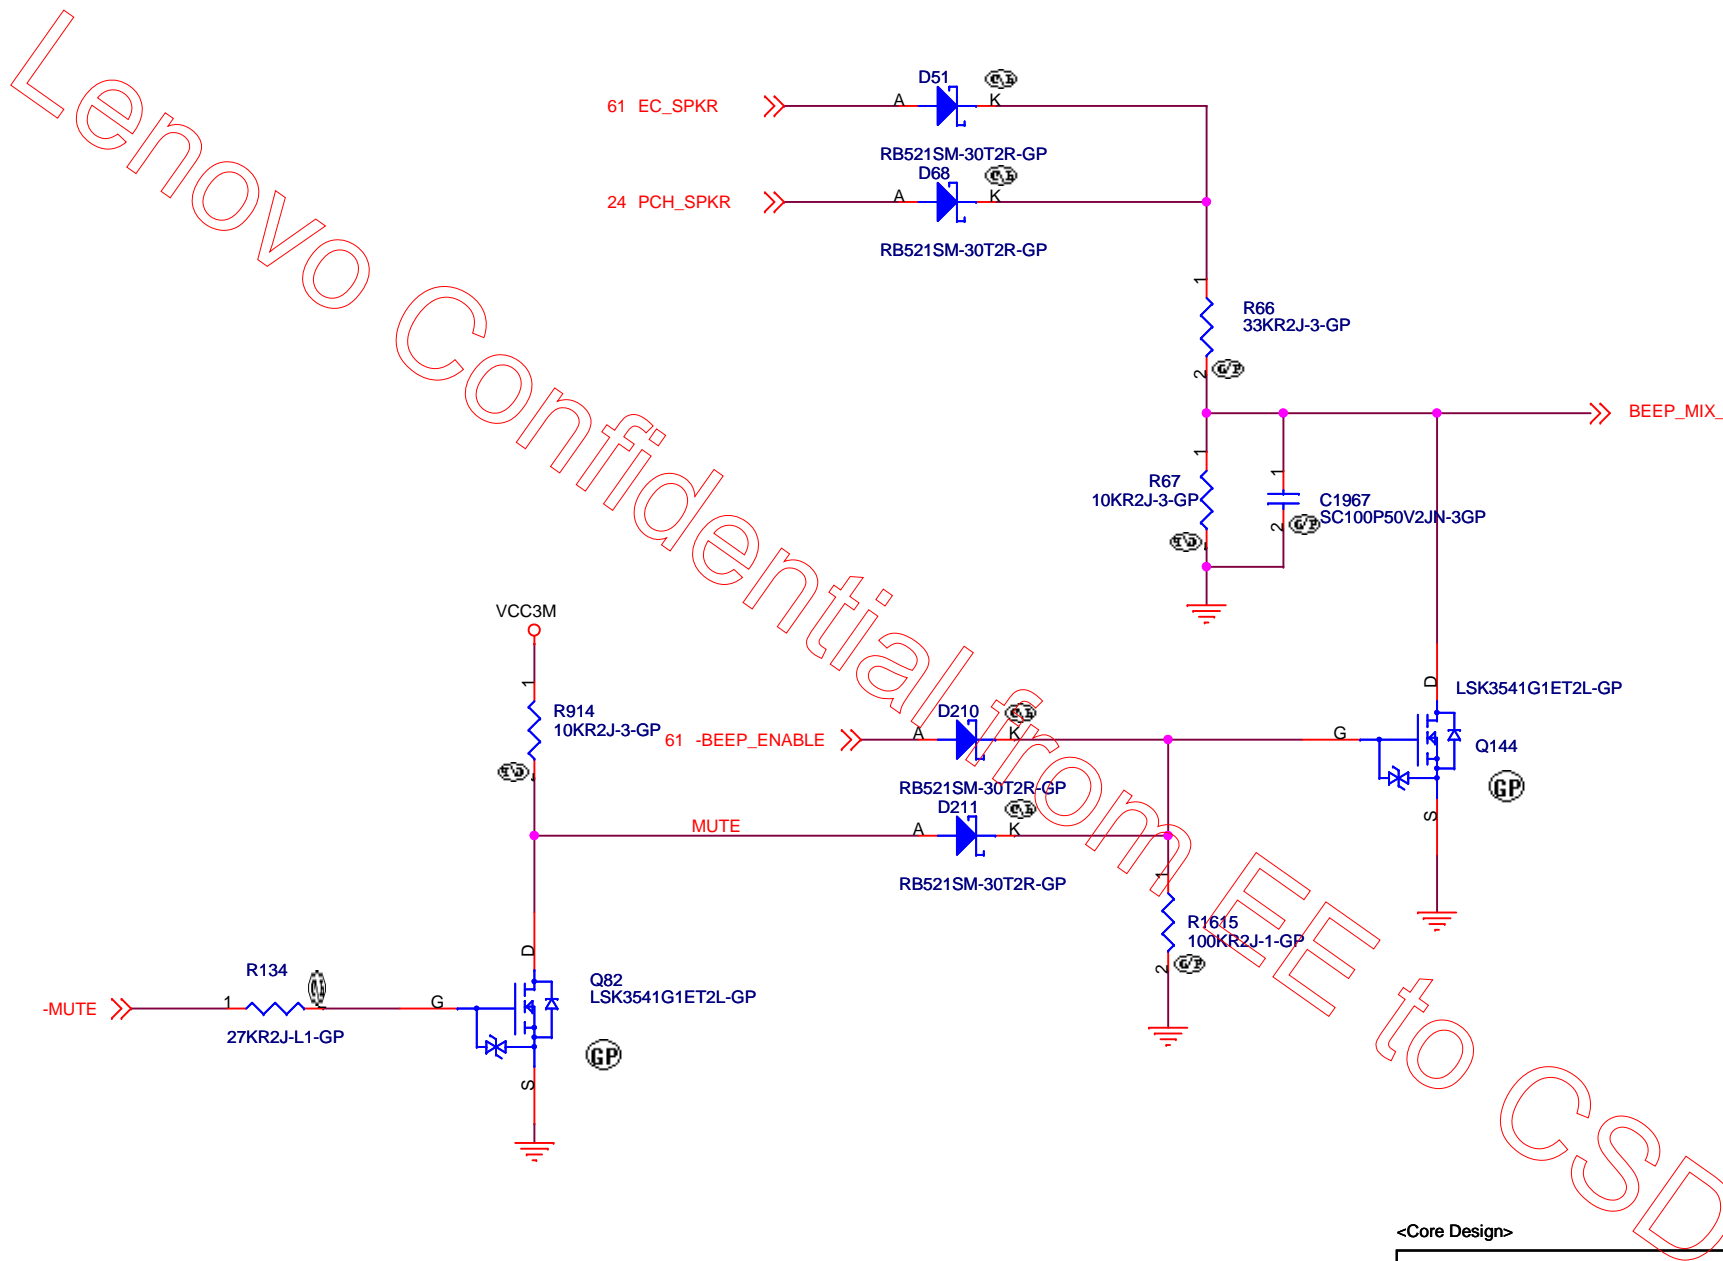 Lenovo Confidential from EE to CSD
D51
A
K
61 EC_SPKR
RB521SM-30T2R-GP
D68
A
K
24 PCH_SPKR
RB521SM-30T2R-GP
1
R66
33KR2J-3-GP
2
G/P
BEEP_MIX_
1
R67
10KR2J-3-GP
1
C1967
SC100P50V2JN-3GP
2
G/P
VCC3M
1
R914
10KR2J-3-GP
D
LSK3541G1ET2L-GP
D210
61 -BEEP_ENABLE
A
K
G
Q144
RB521SM-30T2R-GP
GP
D211
MUTE
A
K
S
RB521SM-30T2R-GP
1
R1615
100KR2J-1-GP
2
G/P
D
R134
Q82
LSK3541G1ET2L-GP
-MUTE
1
G
27KR2J-L1-GP
GP
S
<Core Design>